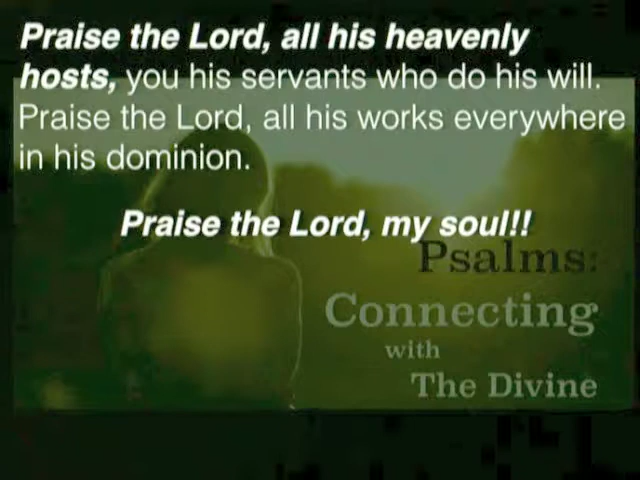 Praise the Lord, all his heavenly
hosts, you his servants who do his will.
Praise the Lord, all his works everywhere
in his dominion.
Praise the Lord, my soul!!
Psalms:
Connecting
with
The Divine